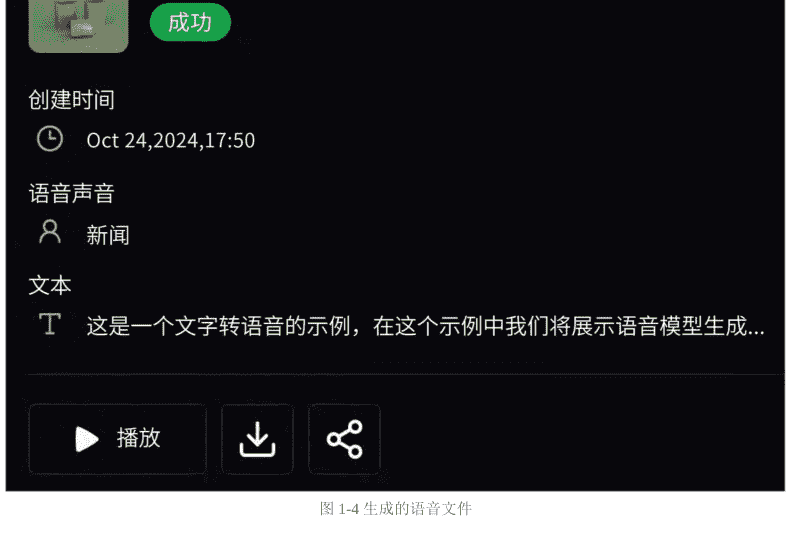 成功
创建时间
Oct 24,2024,17:50
语音声音
新闻
文本
这是一个文字转语音的示例，在这个示例中我们将展示语音模型生成...
播放
图 1-4 生成的语音文件